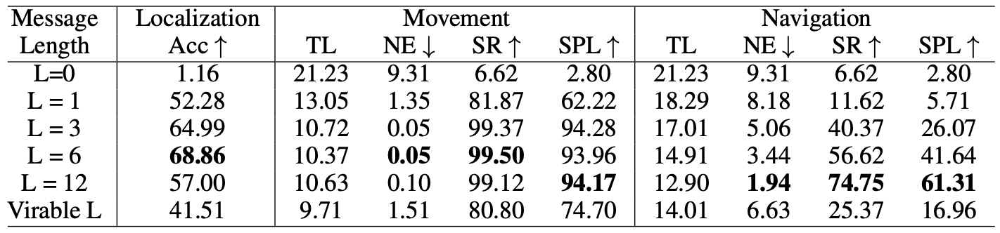 Message Localization Movement Navigation
Length Acc ↑ TL NE ↓ SR ↑ SPL ↑ TL NE ↓ SR ↑ SPL ↑
L=0 1.16 21.23 9.31 6.62 2.80 21.23 9.31 6.62 2.80
L = 1 52.28 13.05 1.35 81.87 62.22 18.29 8.18 11.62 5.71
L = 3 64.99 10.72 0.05 99.37 94.28 17.01 5.06 40.37 26.07
L = 6 68.86 10.37 0.05 99.50 93.96 14.91 3.44 56.62 41.64
L = 12 57.00 10.63 0.10 99.12 94.17 12.90 1.94 74.75 61.31
Virable L 41.51 9.71 1.51 80.80 74.70 14.01 6.63 25.37 16.96